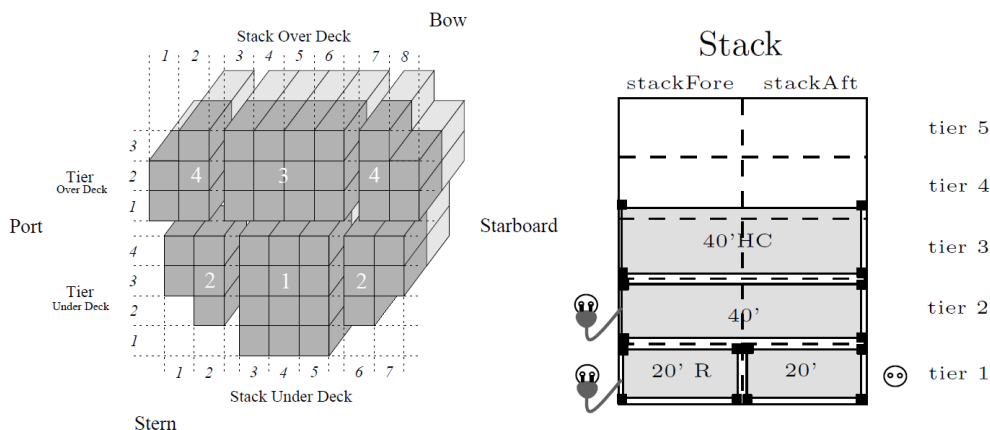 Bow
Stack Over Deck
1 2 3 4 5 6 7 8
3
2
1
Tier
Over Deck
4 3 4
Port
Starboard
4
3
2
1
Tier
Under Deck
2 1 2
1 2 3 4 5 6 7
Stack Under Deck
Stern
Stack
stackFore stackAft
tier 5
tier 4
40'HC tier 3
40' tier 2
20' R 20' tier 1